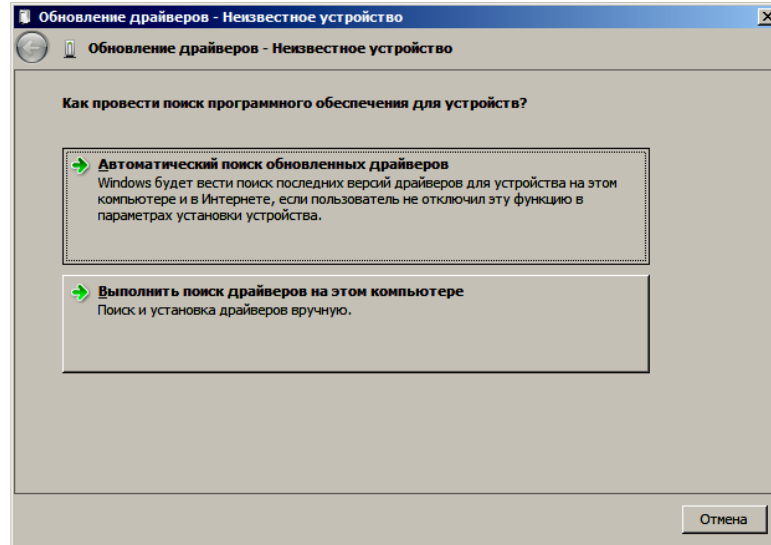 Обновление драйверов - Неизвестное устройство
Обновление драйверов - Неизвестное устройство
Как провести поиск программного обеспечения для устройств?
Автоматический поиск обновленных драйверов
Windows будет вести поиск последних версий драйверов для устройства на этом
компьютере и в Интернете, если пользователь не отключил эту функцию в
параметрах установки устройства.
Выполнить поиск драйверов на этом компьютере
Поиск и установка драйверов вручную.
Отмена